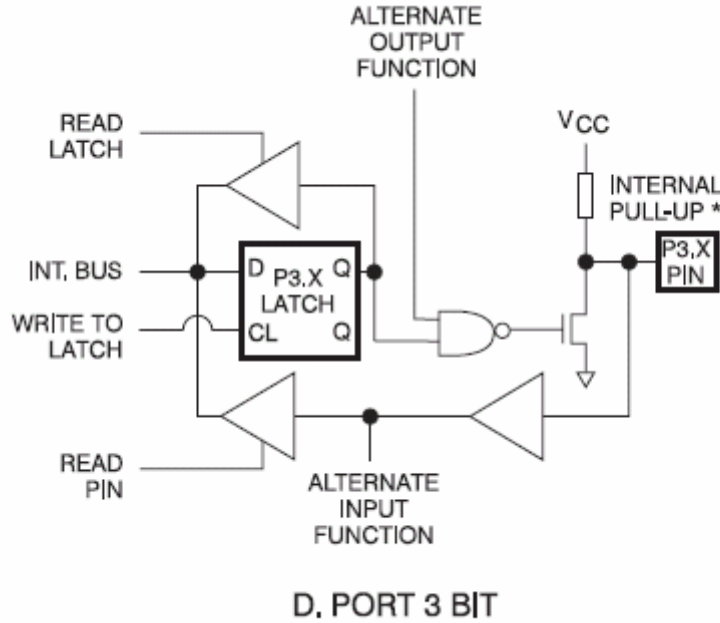 ALTERNATE
OUTPUT
FUNCTION
READ
LATCH
VCC
INTERNAL
PULL-UP *
P3.X
PIN
INT. BUS
D
P3.X
LATCH
Q
WRITE TO
LATCH
CL
Q
READ
PIN
ALTERNATE
INPUT
FUNCTION
D. PORT 3 BIT